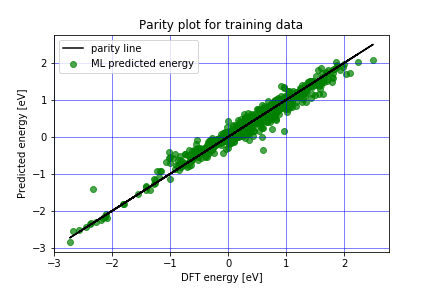 Parity plot for training data
parity line
ML predicted energy
Predicted energy [eV]
2
1
0
−1
−2
−3
−3
−2
−1
0
1
2
DFT energy [eV]